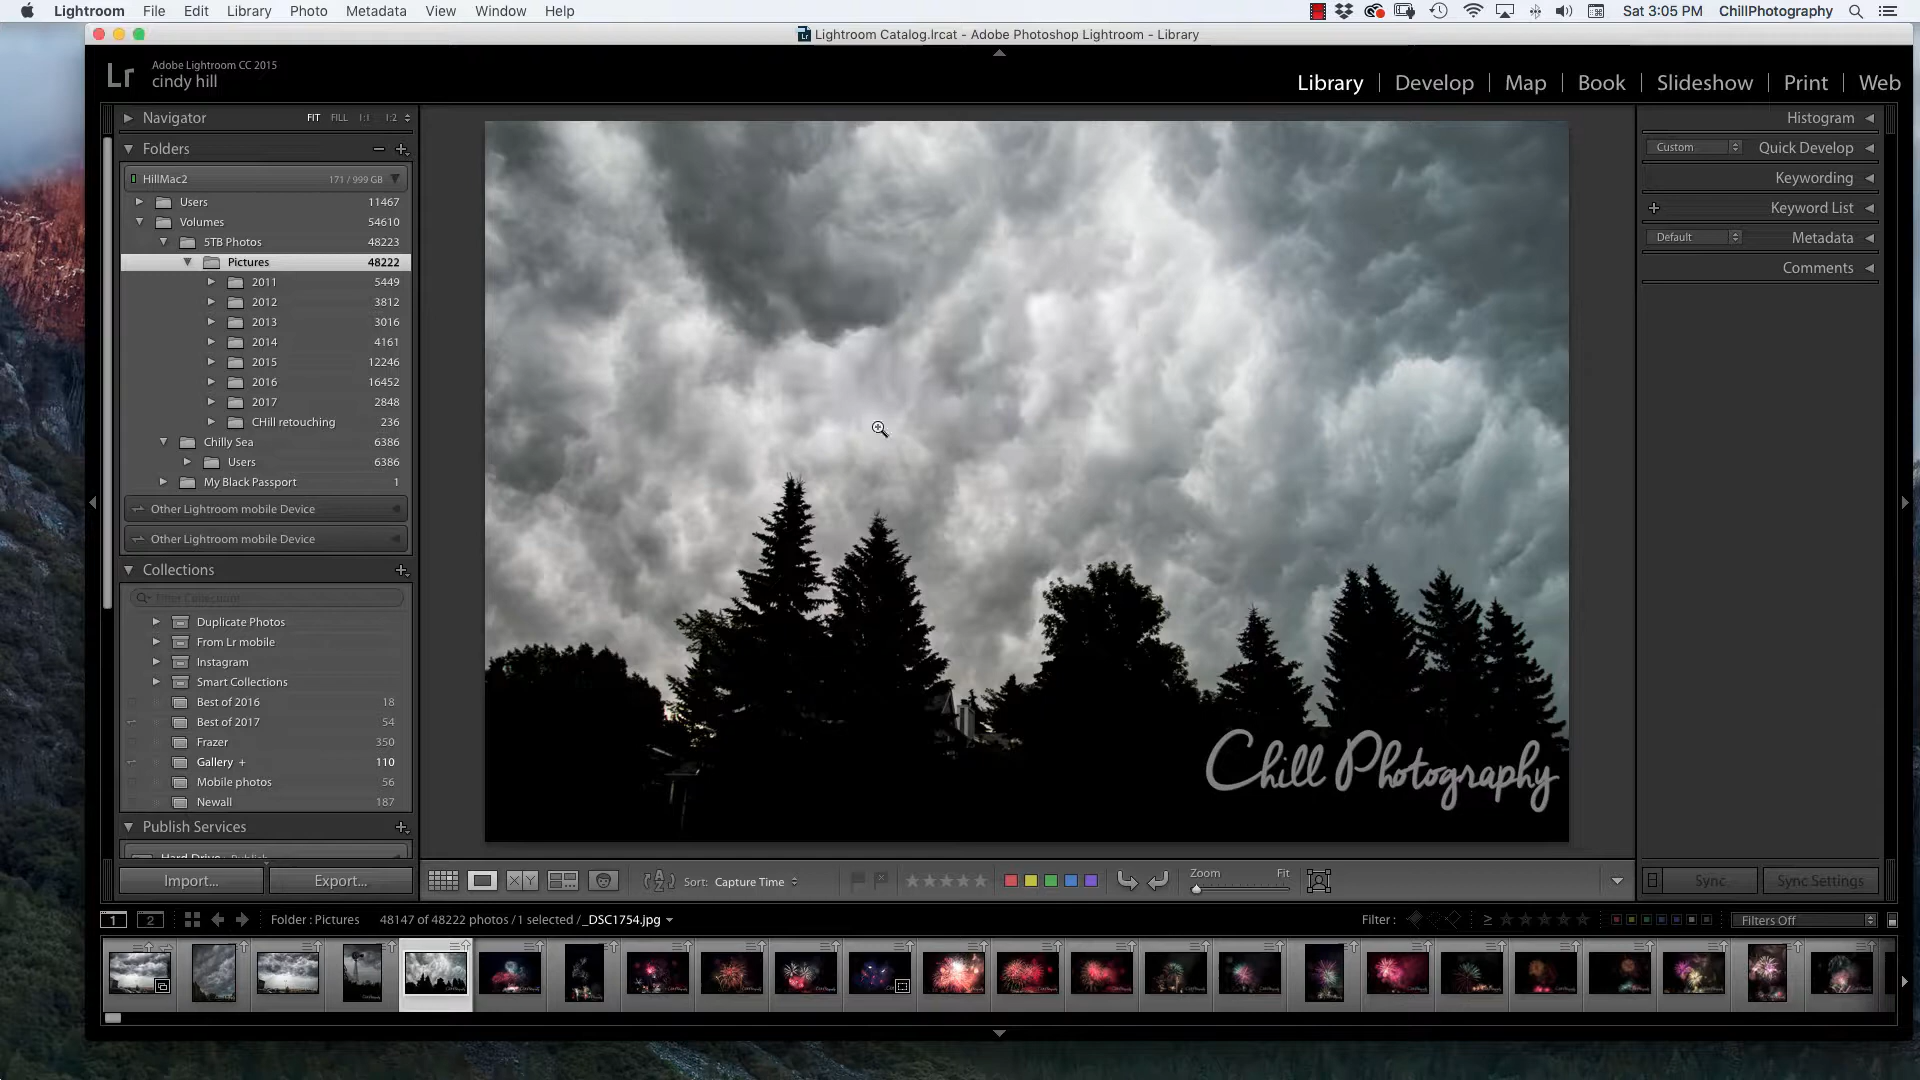 Lightroom File Edit Library Photo Metadata View Window Help Sat 3:05 PM ChillPhotography
Lightroom Catalog.lrcat - Adobe Photoshop Lightroom - Library
Lr Adobe Lightroom CC 2015
cindy hill
Library | Develop | Map | Book | Slideshow | Print | Web
Navigator FIT FILL 1:1 1:2
Folders
HillMac2 171 / 999 GB
Users 11467
Volumes 54610
5TB Photos 48223
Pictures 48222
2011 5449
2012 3812
2013 3016
2014 4161
2015 12246
2016 16452
2017 2848
CHill retouching 236
Chilly Sea 6386
Users 6386
My Black Passport 1
Other Lightroom mobile Device
Other Lightroom mobile Device
Collections
Filter Collections
Duplicate Photos
From Lr mobile
Instagram
Smart Collections
Best of 2016 18
Best of 2017 54
Frazer 350
Gallery + 110
Mobile photos 56
Newall 187
Publish Services
Hard Drive - Publish
Import... Export...
Chill Photography
Histogram
Custom Quick Develop
Keywording
Keyword List
Default Metadata
Comments
X Y Sort: Capture Time Zoom Fit
Sync Sync Settings
1 2 Folder : Pictures 48147 of 48222 photos / 1 selected / _DSC1754.jpg Filter : Filters Off